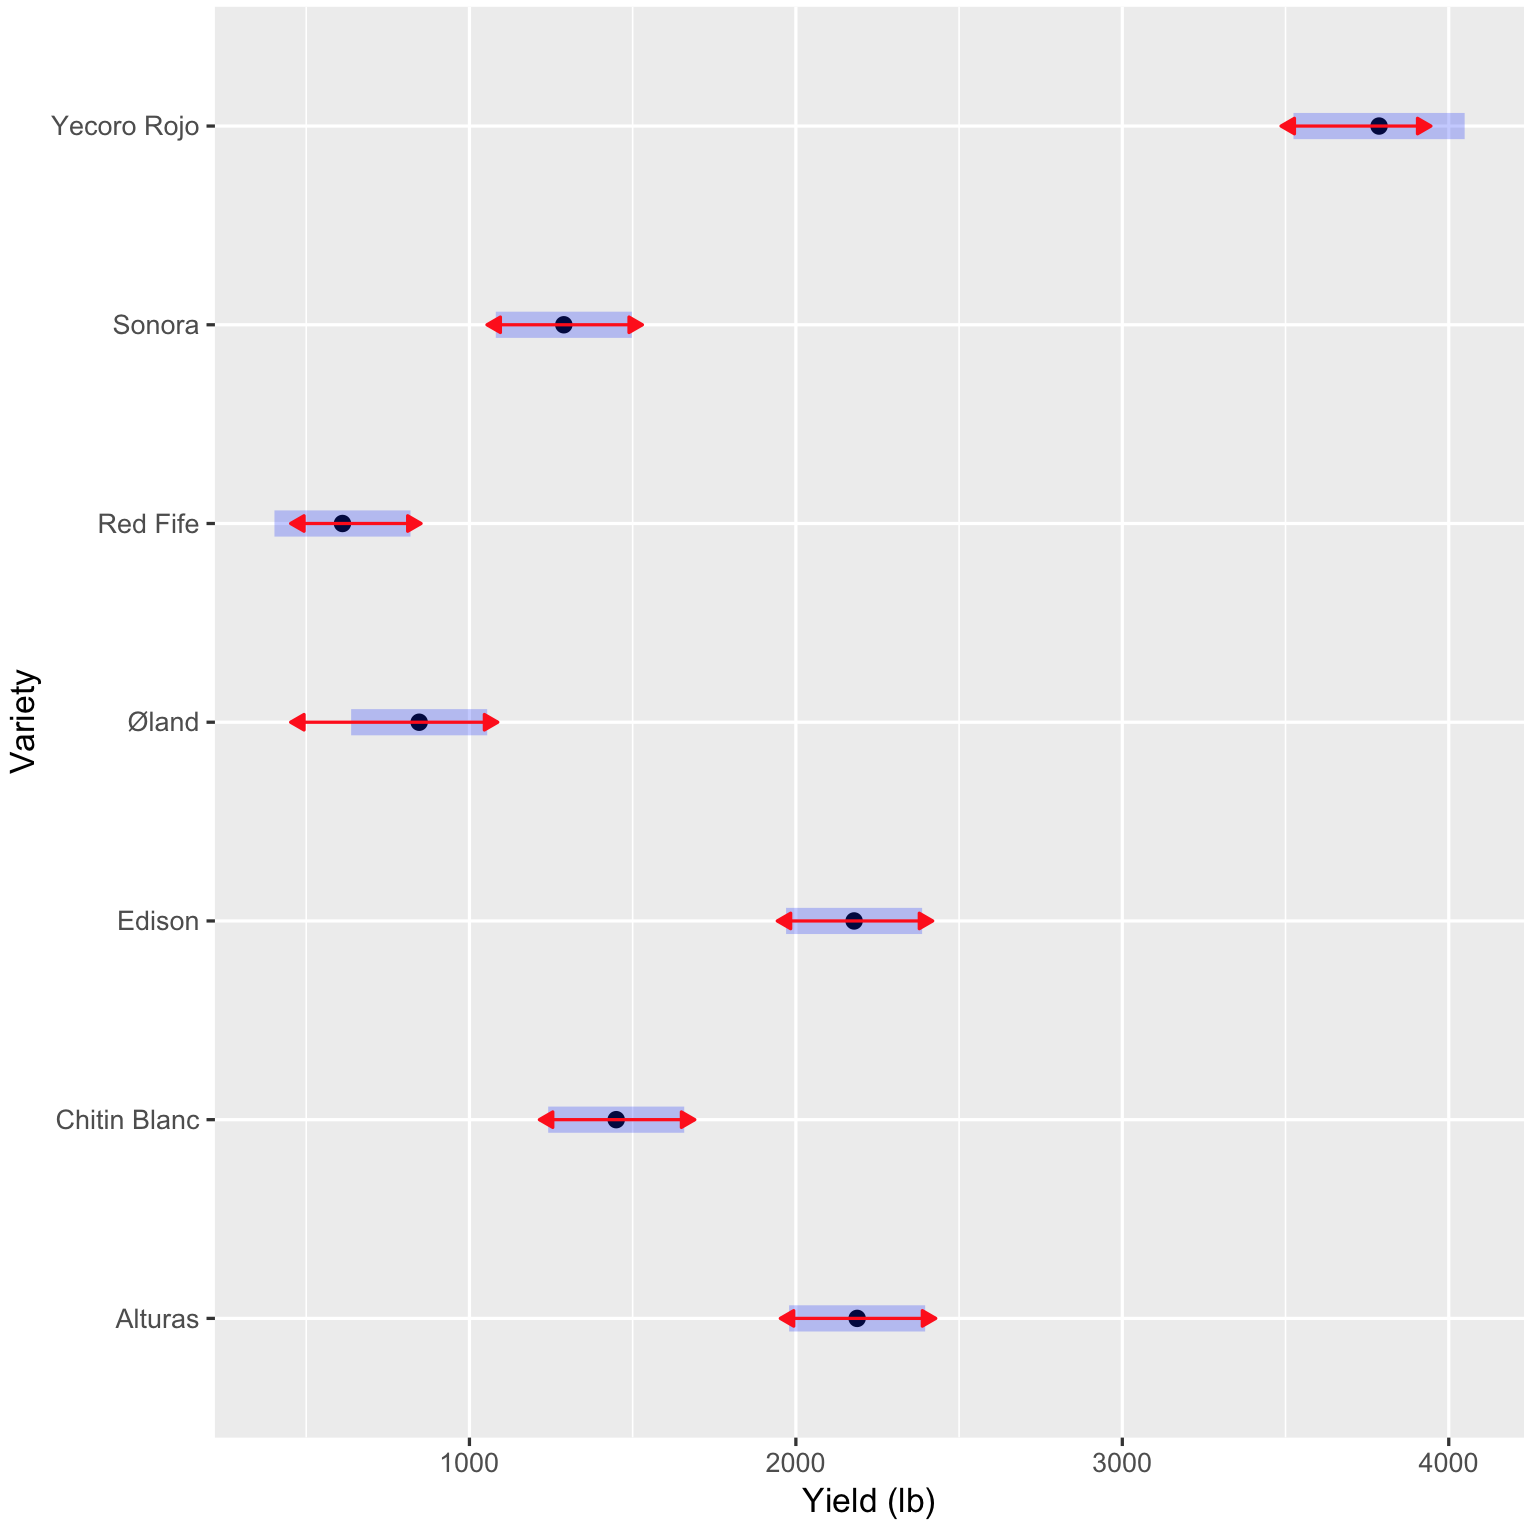 Yecoro Rojo
Sonora
Red Fife
Øland
Edison
Chitin Blanc
Alturas
Variety
1000 2000 3000 4000
Yield (lb)